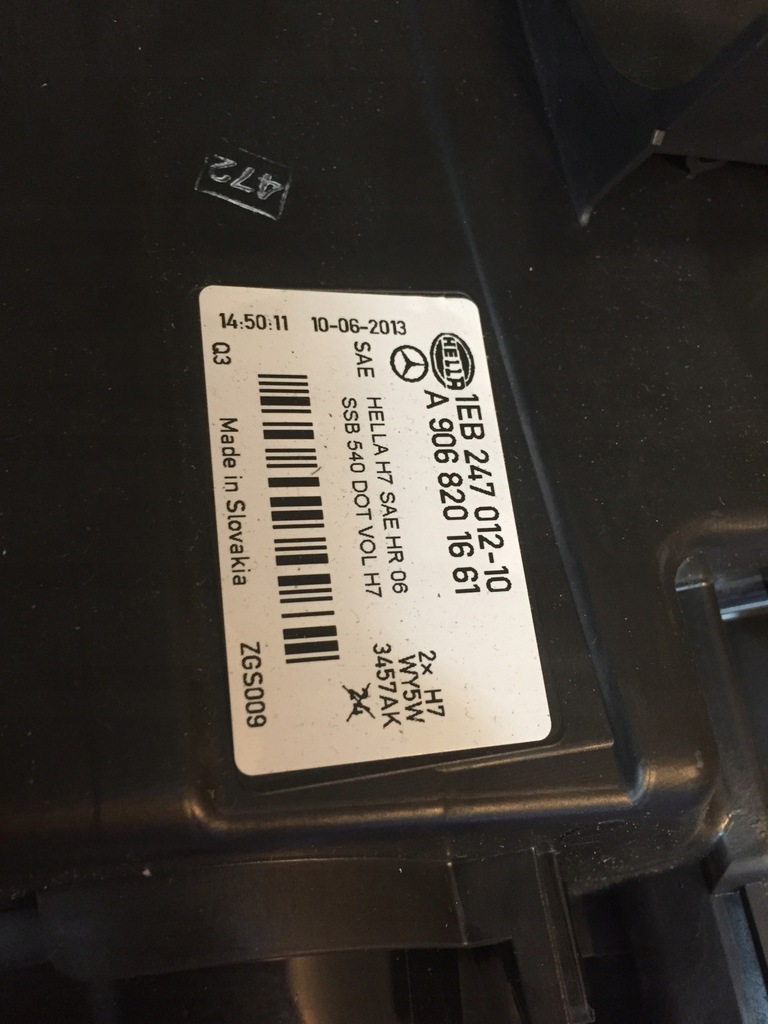 472
HELLA
1EB 247 012-10
A 906 820 16 61
2x H7
WY5W
3457AK
24
SAE HELLA H7 SAE HR 06
SSB 540 DOT VOL H7
14:50:11 10-06-2013
Q3 Made in Slovakia ZGS009